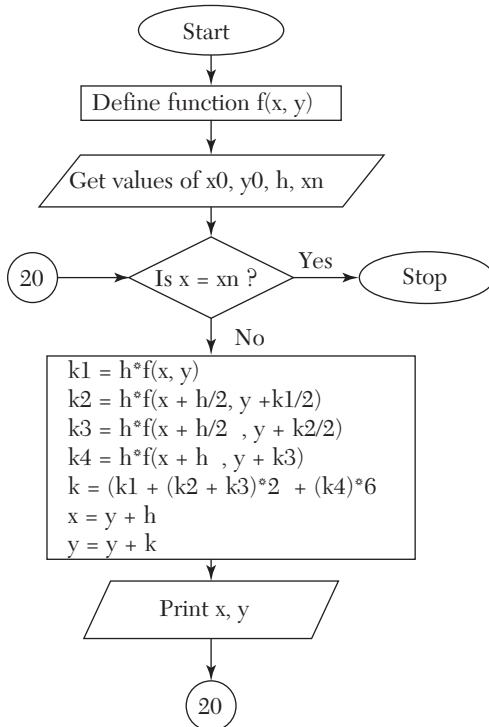 Start
Define function f(x, y)
Get values of x0, y0, h, xn
20
Is x = xn ?
Yes
Stop
No
k1 = h*f(x, y)
k2 = h*f(x + h/2, y +k1/2)
k3 = h*f(x + h/2 , y + k2/2)
k4 = h*f(x + h , y + k3)
k = (k1 + (k2 + k3)*2 + (k4)*6
x = y + h
y = y + k
Print x, y
20